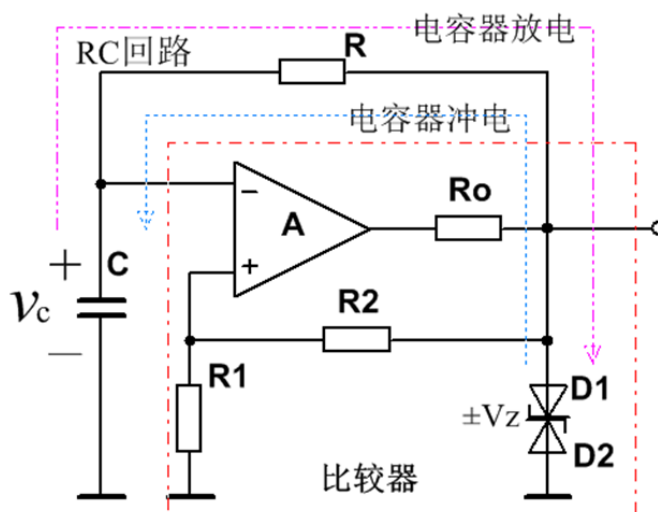 电容器放电
RC回路
R
电容器冲电
−
A
Ro
+
+
C
vc
—
R2
R1
D1
±Vz
D2
比较器